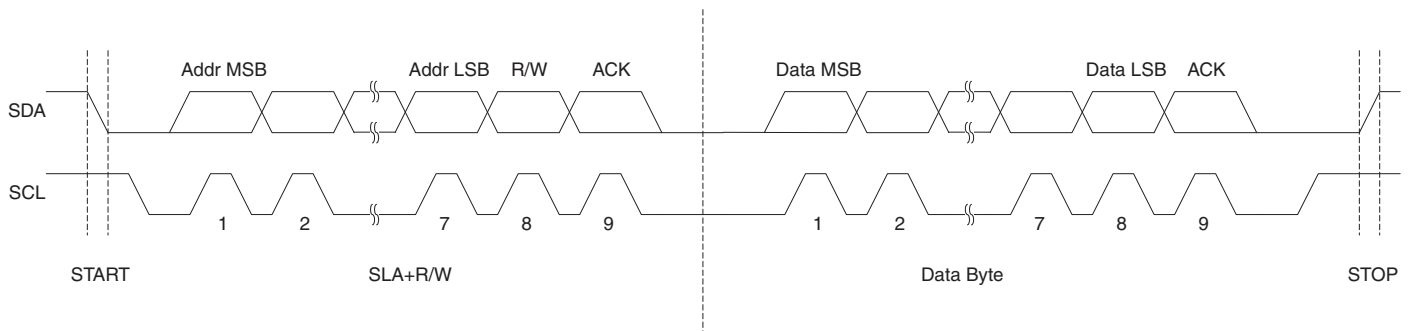 Addr MSB Addr LSB R/W ACK Data MSB Data LSB ACK
SDA
SCL
1 2 7 8 9 1 2 7 8 9
START SLA+R/W Data Byte STOP